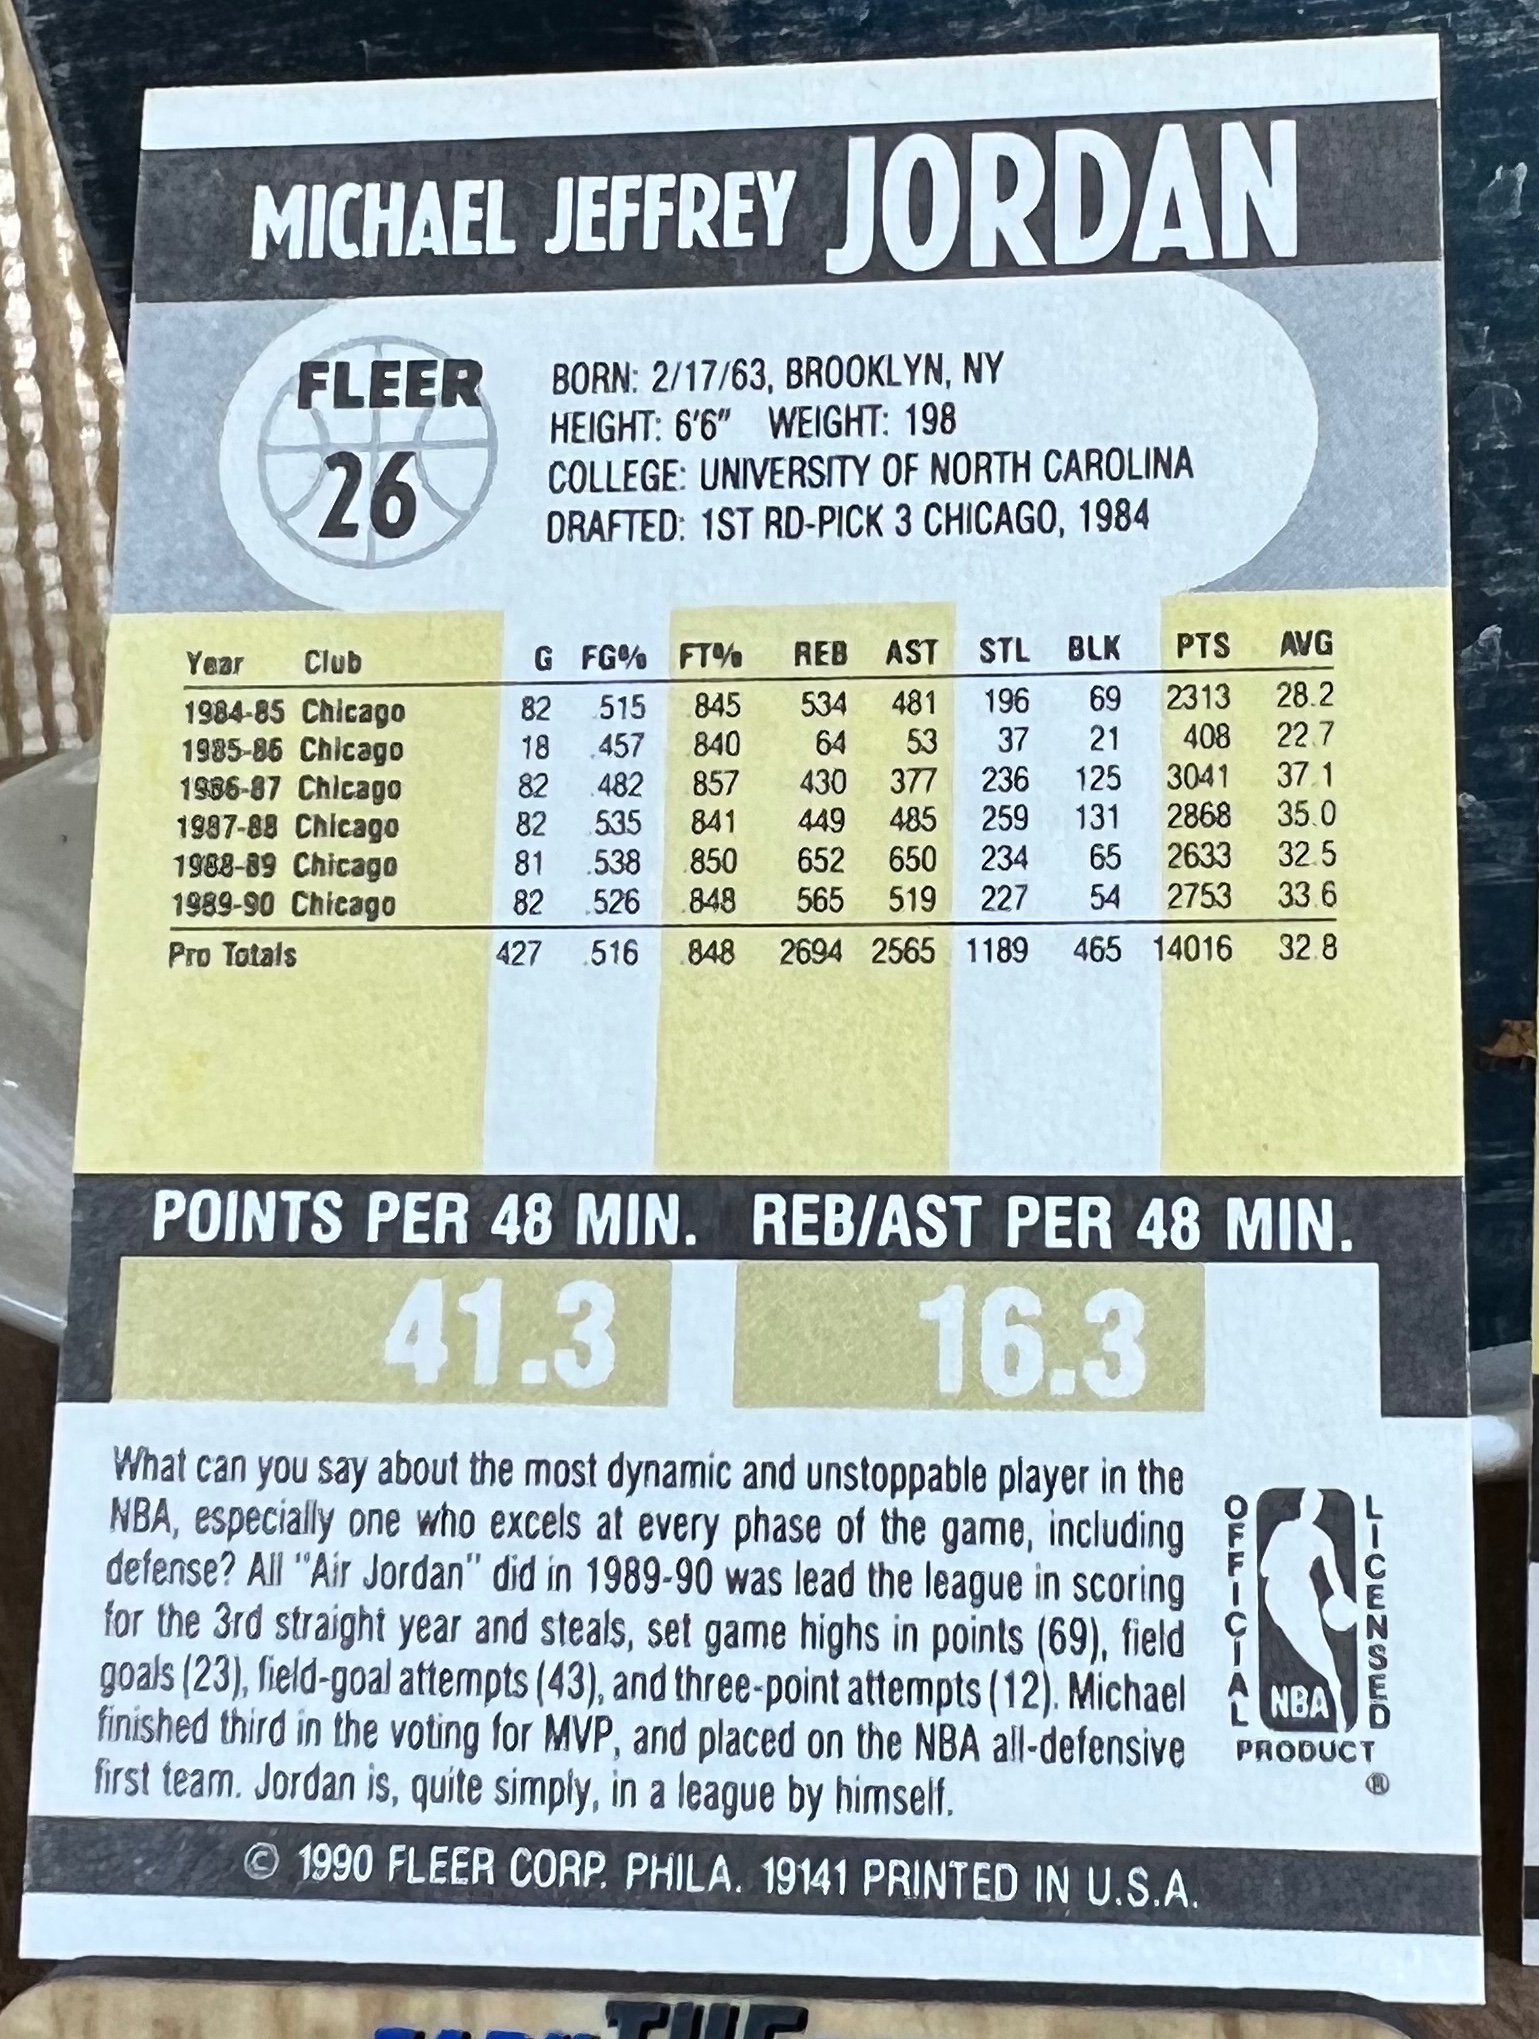 MICHAEL JEFFREY JORDAN
FLEER
26
BORN: 2/17/63, BROOKLYN, NY
HEIGHT: 6'6" WEIGHT: 198
COLLEGE: UNIVERSITY OF NORTH CAROLINA
DRAFTED: 1ST RD-PICK 3 CHICAGO, 1984
Year Club G FG% FT% REB AST STL BLK PTS AVG
1984-85 Chicago 82 .515 .845 534 481 196 69 2313 28.2
1985-86 Chicago 18 .457 .840 64 53 37 21 408 22.7
1986-87 Chicago 82 .482 .857 430 377 236 125 3041 37.1
1987-88 Chicago 82 .535 .841 449 485 259 131 2868 35.0
1988-89 Chicago 81 .538 .850 652 650 234 65 2633 32.5
1989-90 Chicago 82 .526 .848 565 519 227 54 2753 33.6
Pro Totals 427 .516 .848 2694 2565 1189 465 14016 32.8
POINTS PER 48 MIN. REB/AST PER 48 MIN.
41.3 16.3
What can you say about the most dynamic and unstoppable player in the
NBA, especially one who excels at every phase of the game, including
defense? All "Air Jordan" did in 1989-90 was lead the league in scoring
for the 3rd straight year and steals, set game highs in points (69), field
goals (23), field-goal attempts (43), and three-point attempts (12). Michael
finished third in the voting for MVP, and placed on the NBA all-defensive
first team. Jordan is, quite simply, in a league by himself.
OFFICIAL
NBA
LICENSED
PRODUCT
®
© 1990 FLEER CORP. PHILA. 19141 PRINTED IN U.S.A.
THE